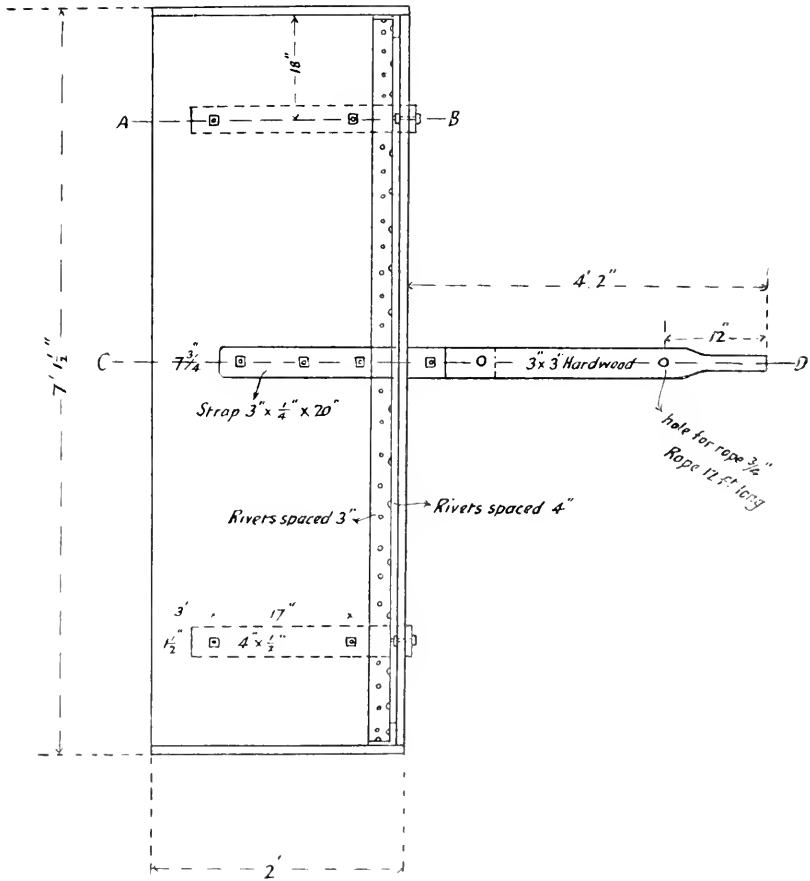 18"
A
B
4' 2"
12"
7' 1½"
C
7¾"
3" x 3" Hardwood
D
Strap 3" x ¼" x 20"
hole for rope ¾"
Rope 12 ft long
Rivets spaced 3"
Rivets spaced 4"
3'
17"
1½"
4" x ½"
2'